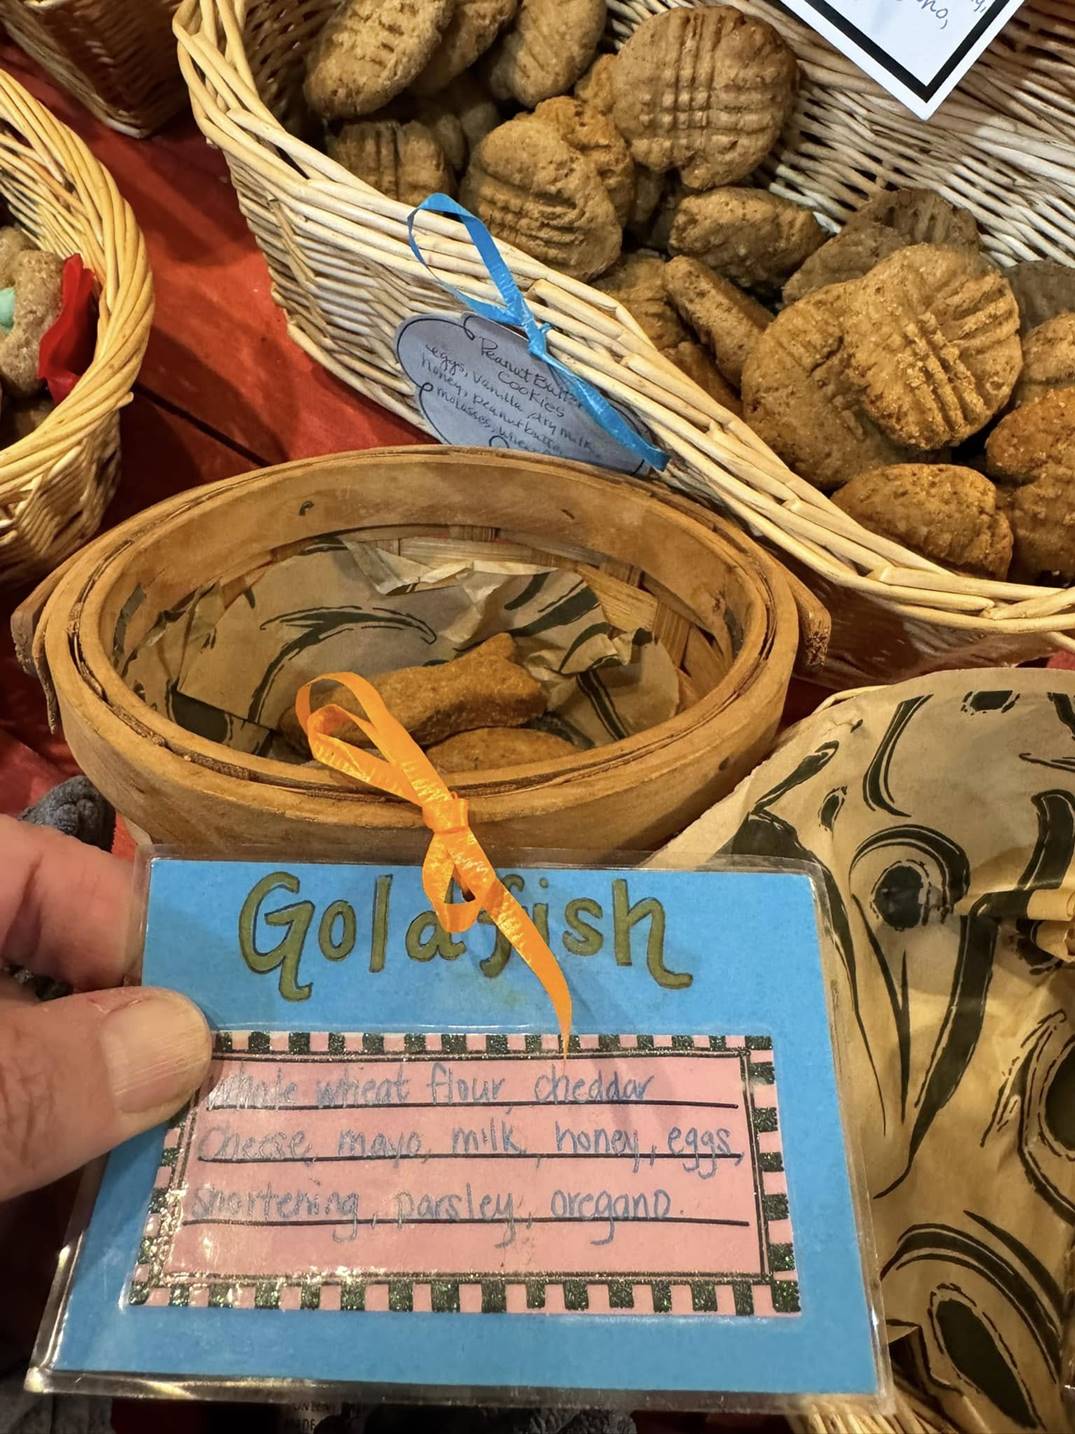 Peanut Butter
Cookies
eggs, vanilla, dry milk,
honey, peanut butter,
molasses,
Goldfish
whole wheat flour, cheddar
cheese, mayo, milk, honey, eggs,
shortening, parsley, oregano.